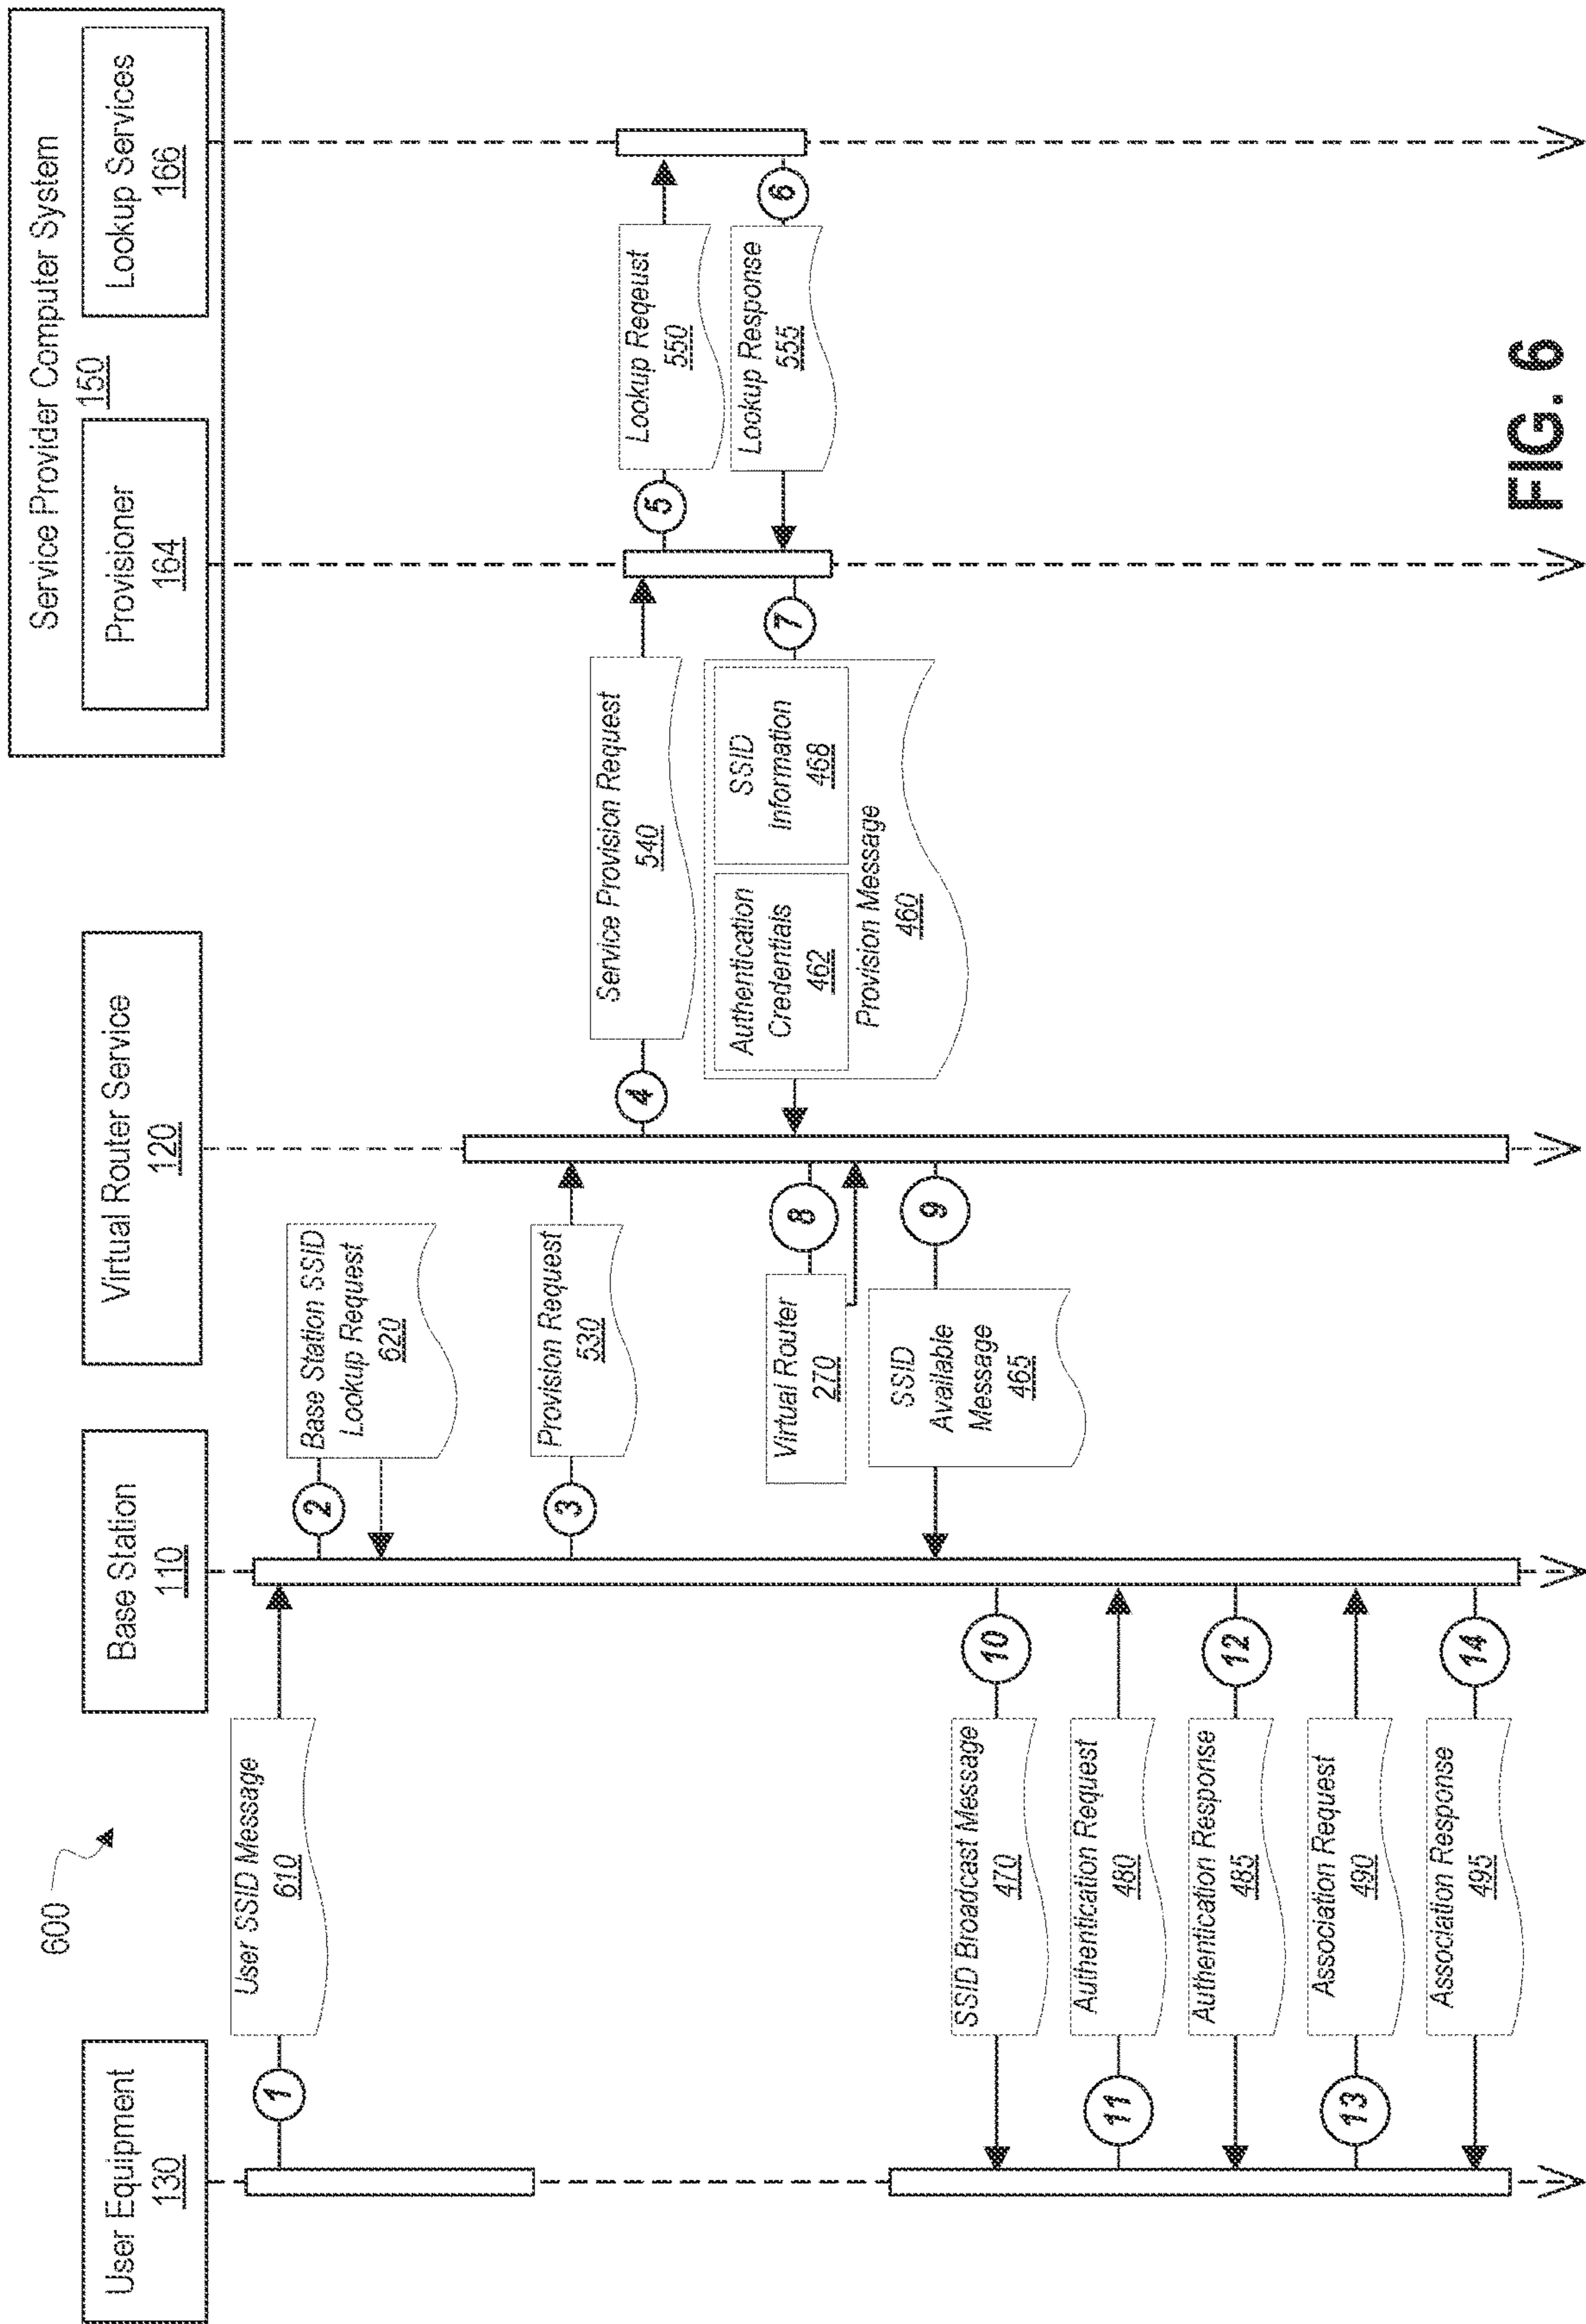 600
User Equipment
130
Base Station
110
Virtual Router Service
120
Service Provider Computer System
150
Provisioner
164
Lookup Services
166
1
User SSID Message
610
2
Base Station SSID
Lookup Request
620
3
Provision Request
530
4
Service Provision Request
540
5
Lookup Reqeust
550
6
Lookup Response
555
7
Authentication
Credentials
462
SSID
Information
468
Provision Message
460
8
Virtual Router
270
9
SSID
Available
Message
465
10
SSID Broadcast Message
470
11
Authentication Request
480
12
Authentication Response
485
13
Association Request
490
14
Association Response
495
FIG. 6